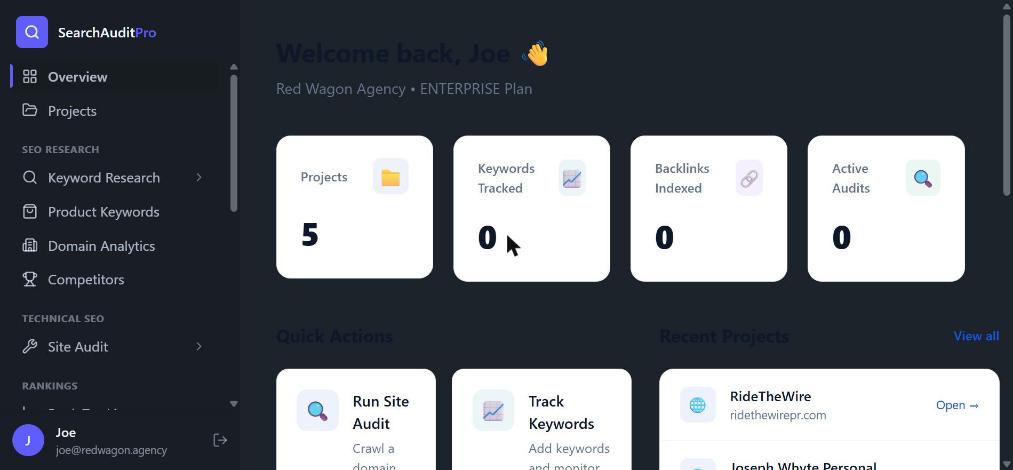 SearchAuditPro
Overview
Projects
SEO RESEARCH
Keyword Research
Product Keywords
Domain Analytics
Competitors
TECHNICAL SEO
Site Audit
RANKINGS
J
Joe
joe@redwagon.agency
Welcome back, Joe 👋
Red Wagon Agency • ENTERPRISE Plan
Projects
5
Keywords
Tracked
0
Backlinks
Indexed
0
Active
Audits
0
Quick Actions
Run Site
Audit
Crawl a
domain
Track
Keywords
Add keywords
and monitor
Recent Projects
View all
RideTheWire
ridethewirepr.com
Open →
Joseph Whyte Personal